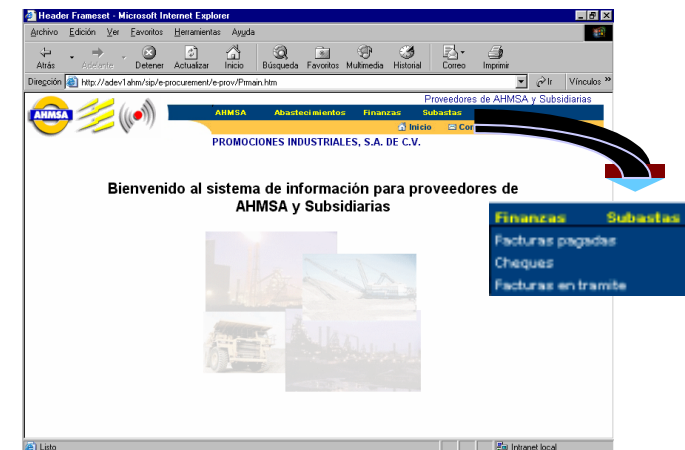 Header Frameset - Microsoft Internet Explorer
Archivo Edición Ver Favoritos Herramientas Ayuda
Atrás Adelante Detener Actualizar Inicio Búsqueda Favoritos Multimedia Historial Correo Imprimir
Dirección http://adev1ahm/sip/e-procurement/e-prov/Prmain.htm Ir Vínculos »
Proveedores de AHMSA y Subsidiarias
AHMSA
AHMSA Abastecimientos Finanzas Subastas
Inicio Cor
PROMOCIONES INDUSTRIALES, S.A. DE C.V.
Bienvenido al sistema de información para proveedores de
AHMSA y Subsidiarias
Finanzas Subastas
Facturas pagadas
Cheques
Facturas en tramite
Listo Intranet local